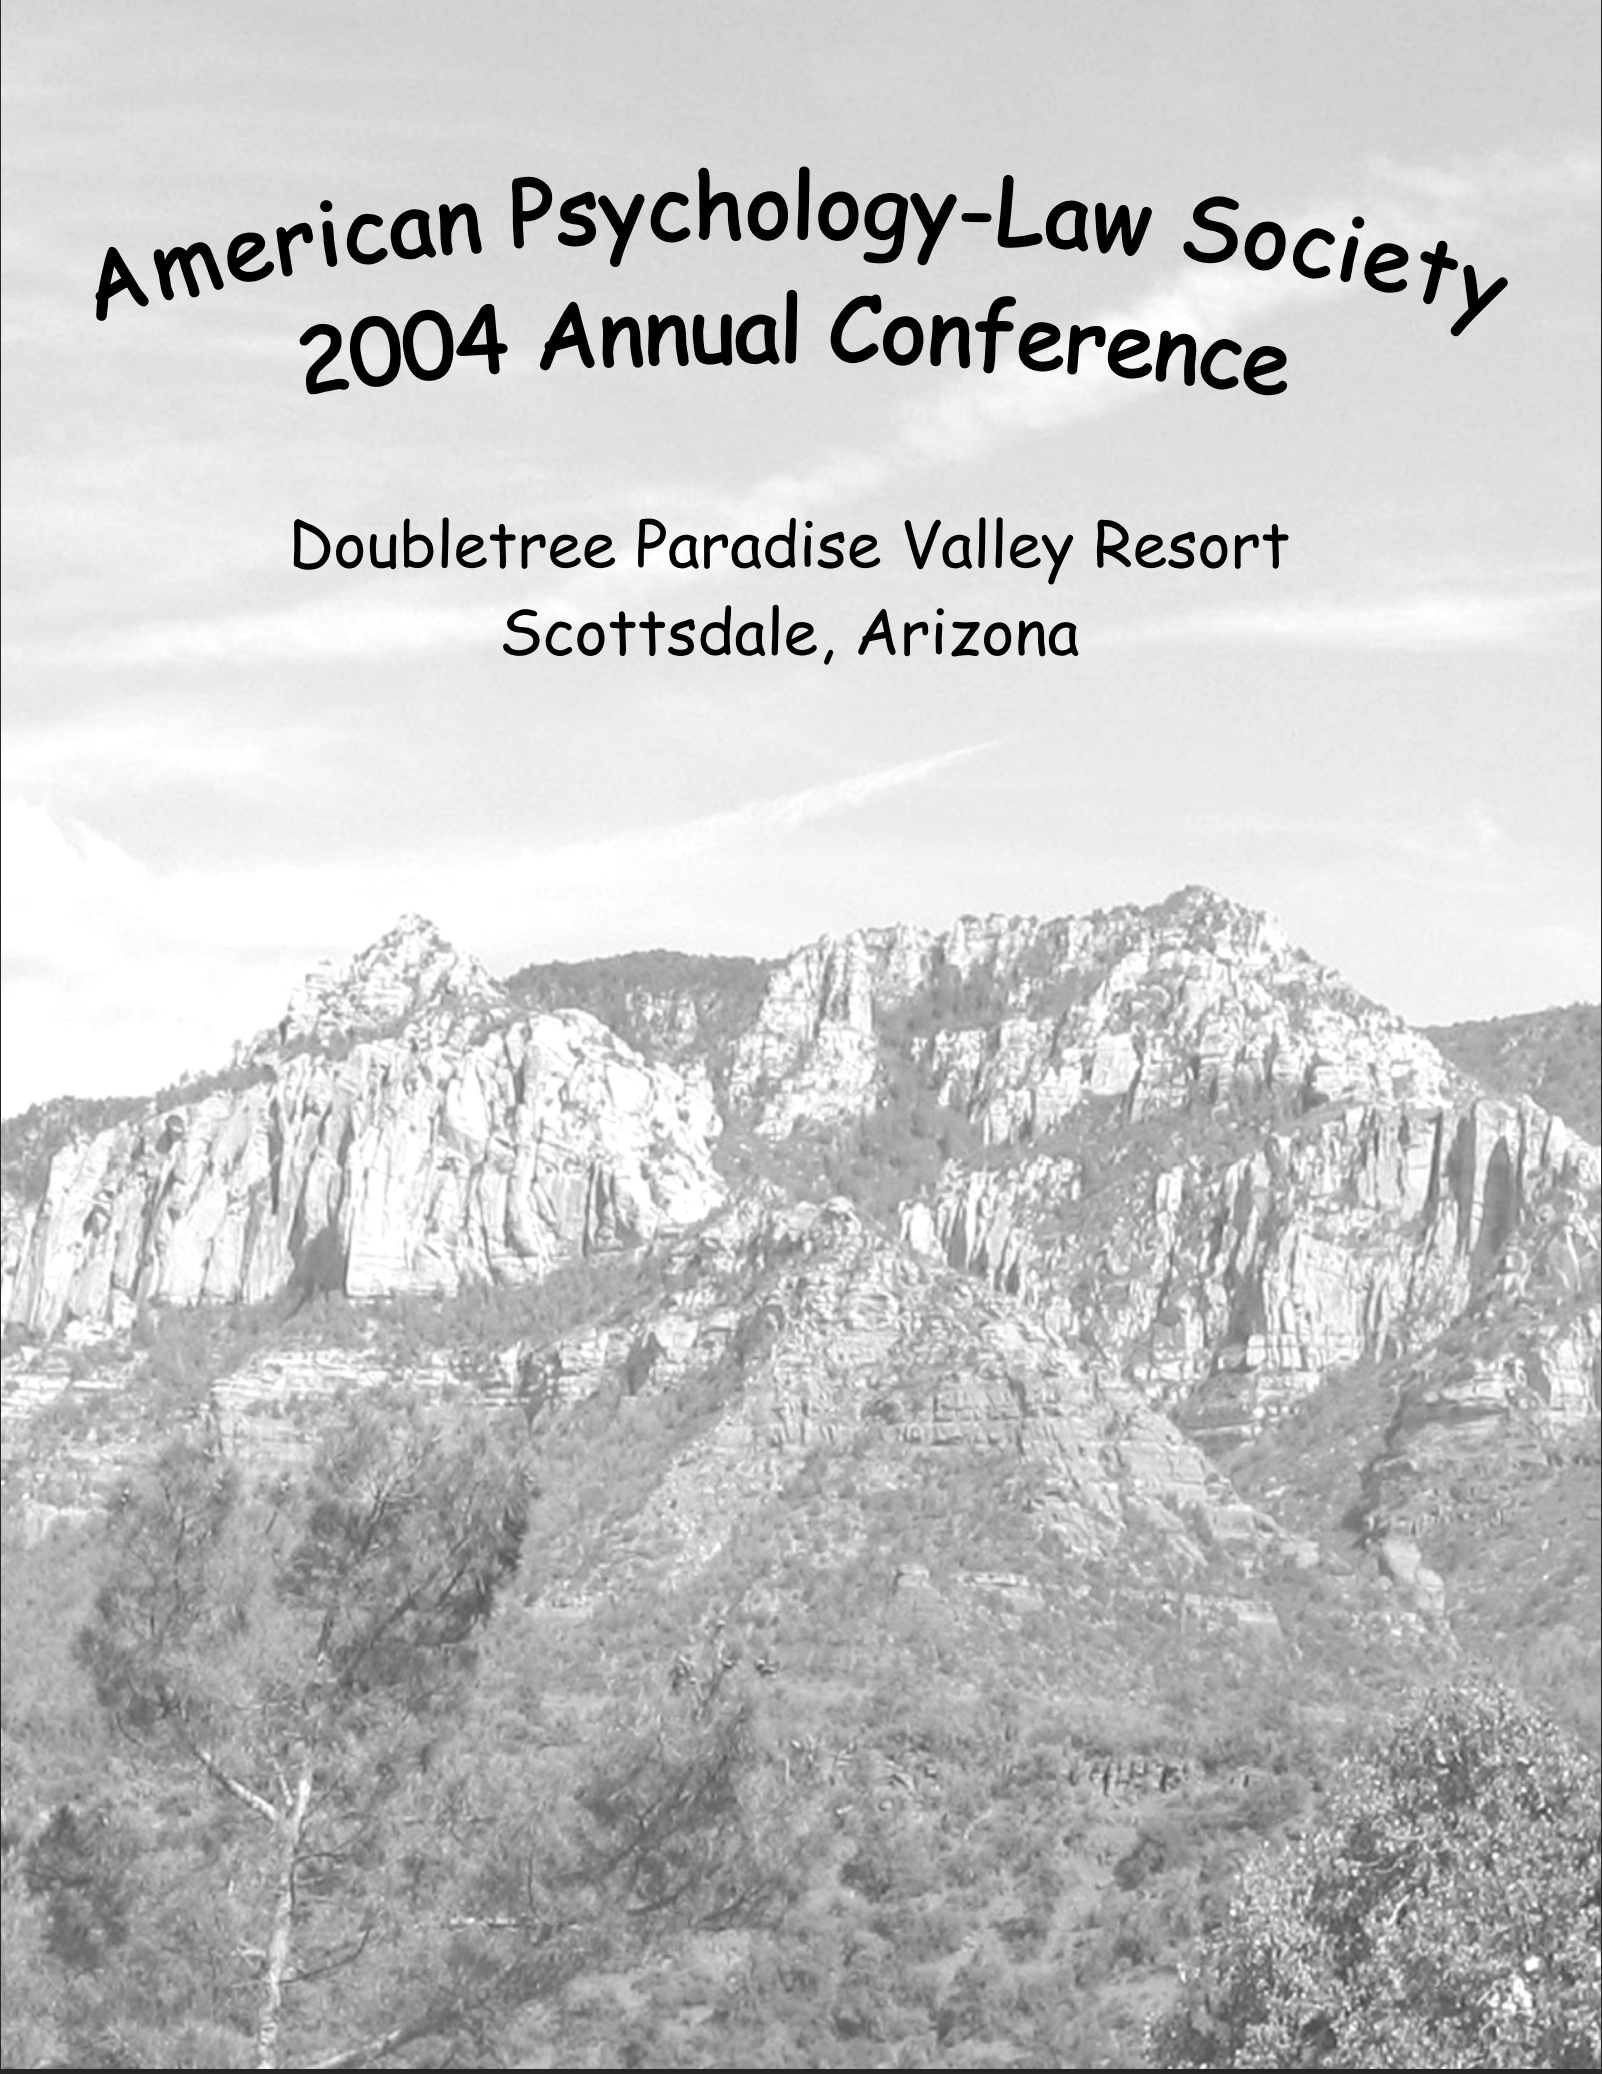 American Psychology-Law Society
2004 Annual Conference
Doubletree Paradise Valley Resort
Scottsdale, Arizona